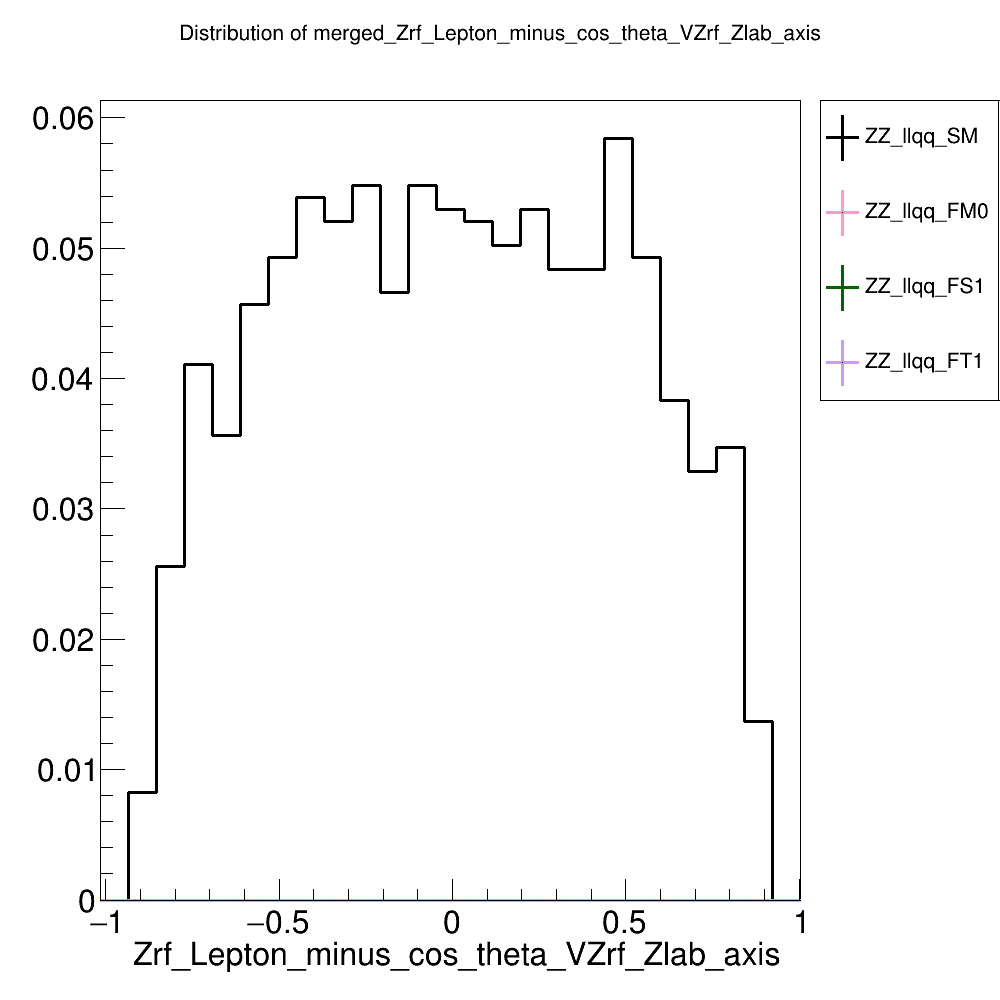 Distribution of merged_Zrf_Lepton_minus_cos_theta_VZrf_Zlab_axis
0.06
0.05
0.04
0.03
0.02
0.01
0
−1
−0.5
0
0.5
1
Zrf_Lepton_minus_cos_theta_VZrf_Zlab_axis
ZZ_llqq_SM
ZZ_llqq_FM0
ZZ_llqq_FS1
ZZ_llqq_FT1